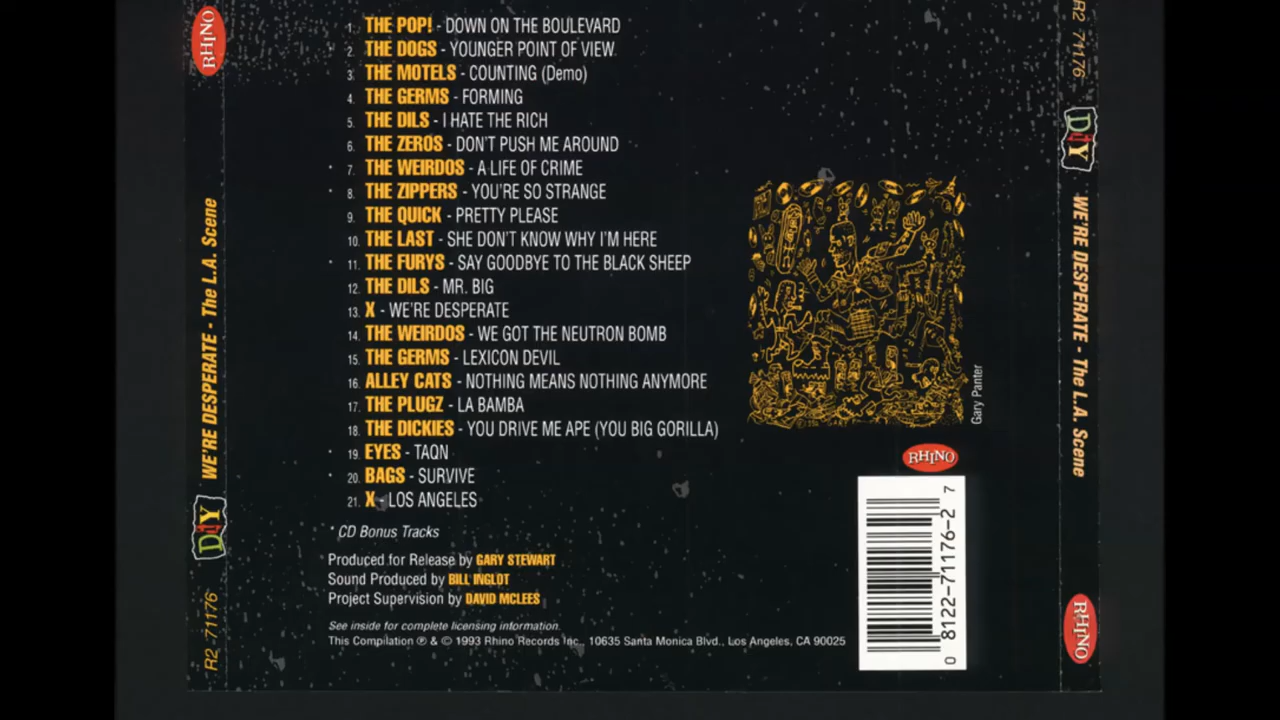 RHINO
WE'RE DESPERATE - The L.A. Scene
DIY
R2 71176
1. THE POP! - DOWN ON THE BOULEVARD
* 2. THE DOGS - YOUNGER POINT OF VIEW
3. THE MOTELS - COUNTING (Demo)
4. THE GERMS - FORMING
5. THE DILS - I HATE THE RICH
6. THE ZEROS - DON'T PUSH ME AROUND
* 7. THE WEIRDOS - A LIFE OF CRIME
* 8. THE ZIPPERS - YOU'RE SO STRANGE
9. THE QUICK - PRETTY PLEASE
10. THE LAST - SHE DON'T KNOW WHY I'M HERE
* 11. THE FURYS - SAY GOODBYE TO THE BLACK SHEEP
12. THE DILS - MR. BIG
13. X - WE'RE DESPERATE
14. THE WEIRDOS - WE GOT THE NEUTRON BOMB
15. THE GERMS - LEXICON DEVIL
16. ALLEY CATS - NOTHING MEANS NOTHING ANYMORE
17. THE PLUGZ - LA BAMBA
18. THE DICKIES - YOU DRIVE ME APE (YOU BIG GORILLA)
* 19. EYES - TAQN
* 20. BAGS - SURVIVE
21. X - LOS ANGELES
* CD Bonus Tracks
Produced for Release by GARY STEWART
Sound Produced by BILL INGLOT
Project Supervision by DAVID MCLEES
See inside for complete licensing information.
This Compilation ℗ & © 1993 Rhino Records Inc., 10635 Santa Monica Blvd., Los Angeles, CA 90025
Gary Panter
RHINO
0 8122-71176-2 7
R2 71176
DIY
WE'RE DESPERATE - The L.A. Scene
RHINO